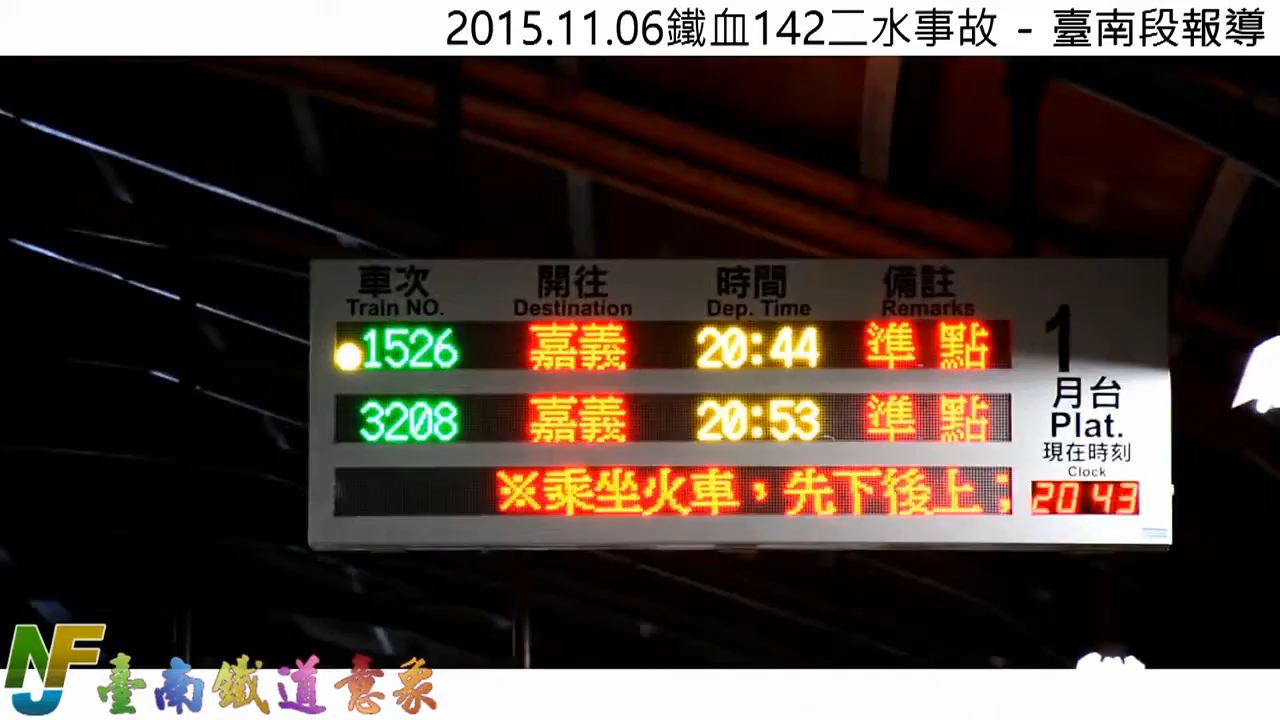 2015.11.06鐵血142二水事故 - 臺南段報導
車次 開往 時間 備註
Train NO. Destination Dep. Time Remarks
1526 嘉義 20:44 準點
3208 嘉義 20:53 準點
※乘坐火車，先下後上；
1
月台
Plat.
現在時刻
Clock
20 43
NJF臺南鐵道意象